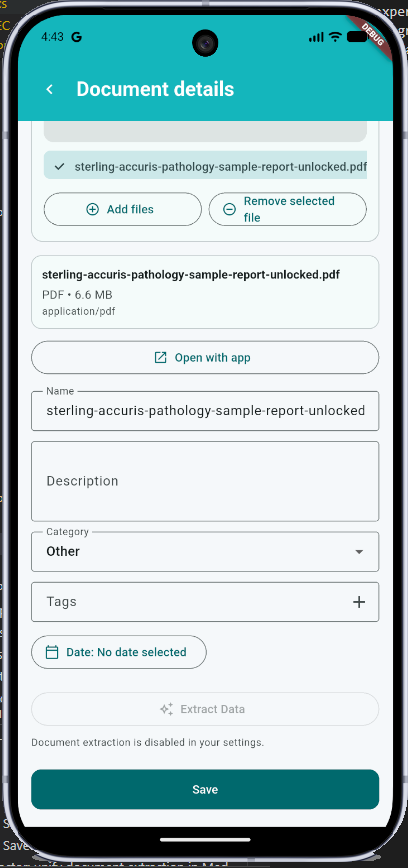 4:43 G
DEBUG
Document details
sterling-accuris-pathology-sample-report-unlocked.pdf
Add files
Remove selected
file
sterling-accuris-pathology-sample-report-unlocked.pdf
PDF • 6.6 MB
application/pdf
Open with app
Name
sterling-accuris-pathology-sample-report-unlocked
Description
Category
Other
Tags
Date: No date selected
Extract Data
Document extraction is disabled in your settings.
Save